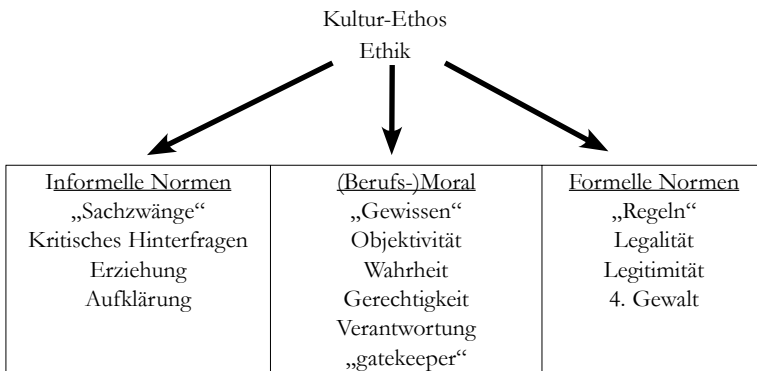 Kultur-Ethos
Ethik
Informelle Normen
„Sachzwänge“
Kritisches Hinterfragen
Erziehung
Aufklärung
(Berufs-)Moral
„Gewissen“
Objektivität
Wahrheit
Gerechtigkeit
Verantwortung
„gatekeeper“
Formelle Normen
„Regeln“
Legalität
Legitimität
4. Gewalt